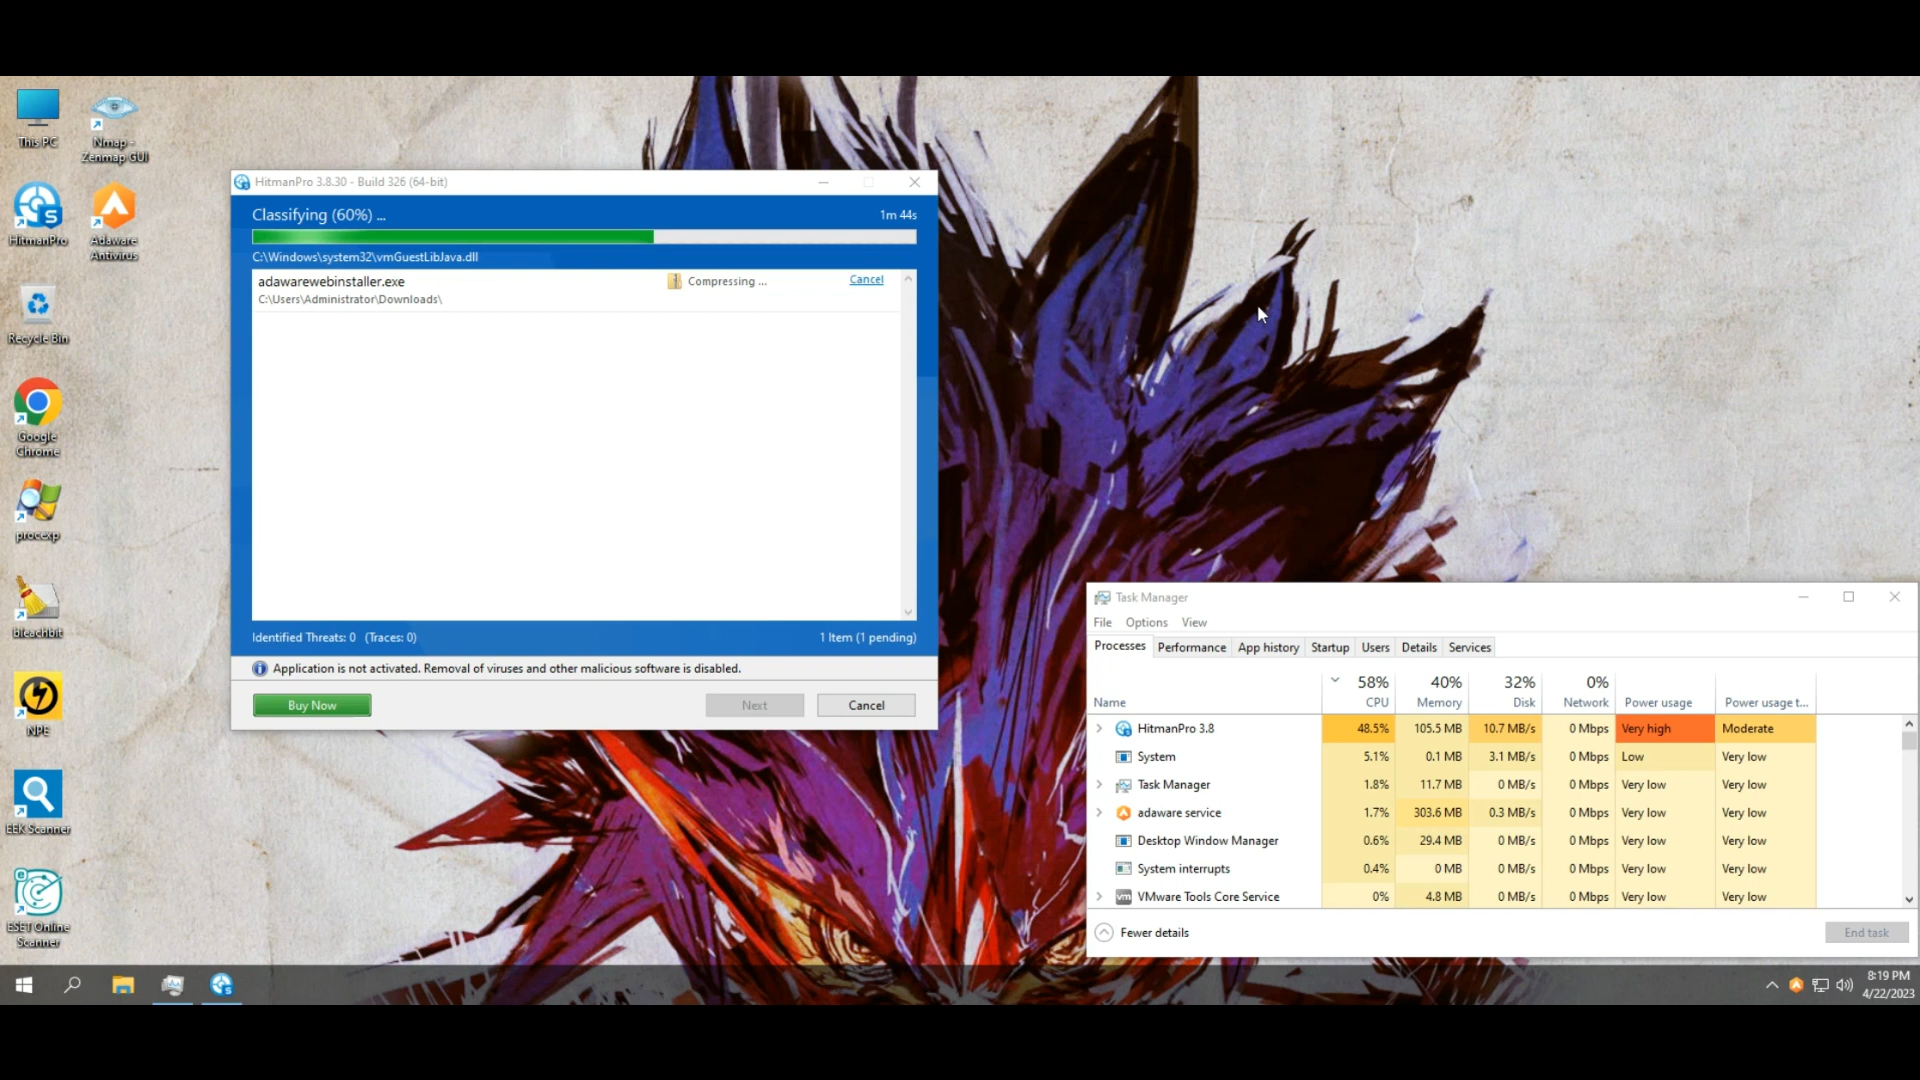 This PC
Nmap -
Zenmap GUI
HitmanPro
Adaware
Antivirus
Recycle Bin
Google
Chrome
procexp
bleachbit
NPE
EEK Scanner
ESET Online
Scanner
HitmanPro 3.8.30 - Build 326 (64-bit)
Classifying (60%) ...
1m 44s
C:\Windows\system32\vmGuestLibJava.dll
adawarewebinstaller.exe
Compressing ...
Cancel
C:\Users\Administrator\Downloads\
Identified Threats: 0 (Traces: 0)
1 Item (1 pending)
Application is not activated. Removal of viruses and other malicious software is disabled.
Buy Now
Next
Cancel
Task Manager
File Options View
Processes Performance App history Startup Users Details Services
58% 40% 32% 0%
Name CPU Memory Disk Network Power usage Power usage t...
HitmanPro 3.8 48.5% 105.5 MB 10.7 MB/s 0 Mbps Very high Moderate
System 5.1% 0.1 MB 3.1 MB/s 0 Mbps Low Very low
Task Manager 1.8% 11.7 MB 0 MB/s 0 Mbps Very low Very low
adaware service 1.7% 303.6 MB 0.3 MB/s 0 Mbps Very low Very low
Desktop Window Manager 0.6% 29.4 MB 0 MB/s 0 Mbps Very low Very low
System interrupts 0.4% 0 MB 0 MB/s 0 Mbps Very low Very low
vm VMware Tools Core Service 0% 4.8 MB 0 MB/s 0 Mbps Very low Very low
Fewer details
End task
8:19 PM
4/22/2023